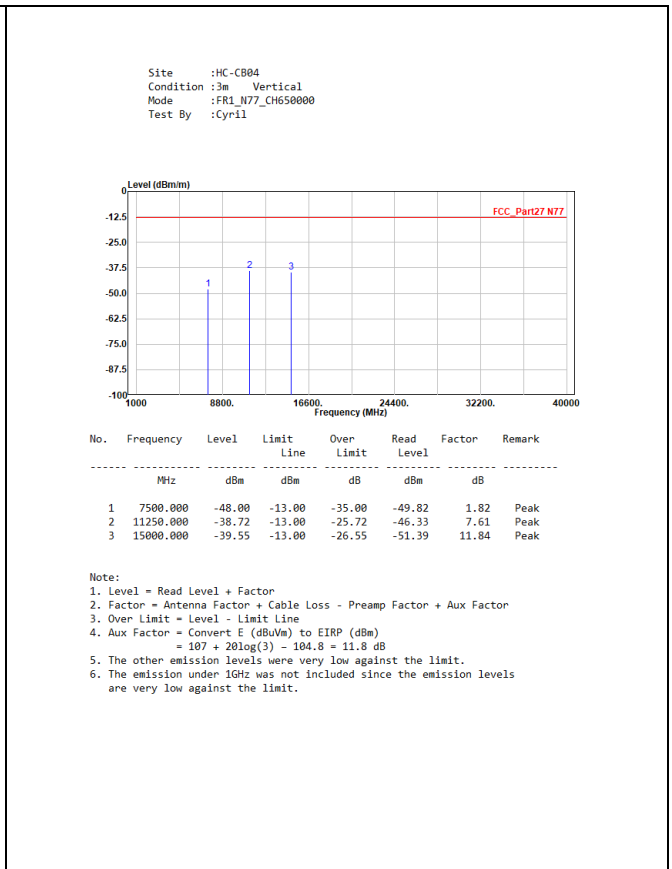 Site      :HC-CB04
Condition :3m    Vertical
Mode      :FR1_N77_CH650000
Test By   :Cyril
Level (dBm/m)
0
FCC_Part27 N77
-12.5
-25.0
-37.5
2
3
1
-50.0
-62.5
-75.0
-87.5
-100
1000 8800. 16600. 24400. 32200. 40000
Frequency (MHz)
No. Frequency Level Limit Over Read Factor Remark
Line Limit Level
------ ----------- ------- --------- --------- -------- -------- ---------
MHz dBm dBm dB dBm dB
1 7500.000 -48.00 -13.00 -35.00 -49.82 1.82 Peak
2 11250.000 -38.72 -13.00 -25.72 -46.33 7.61 Peak
3 15000.000 -39.55 -13.00 -26.55 -51.39 11.84 Peak
Note:
1. Level = Read Level + Factor
2. Factor = Antenna Factor + Cable Loss - Preamp Factor + Aux Factor
3. Over Limit = Level - Limit Line
4. Aux Factor = Convert E (dBuVm) to EIRP (dBm)
= 107 + 20log(3) – 104.8 = 11.8 dB
5. The other emission levels were very low against the limit.
6. The emission under 1GHz was not included since the emission levels
are very low against the limit.